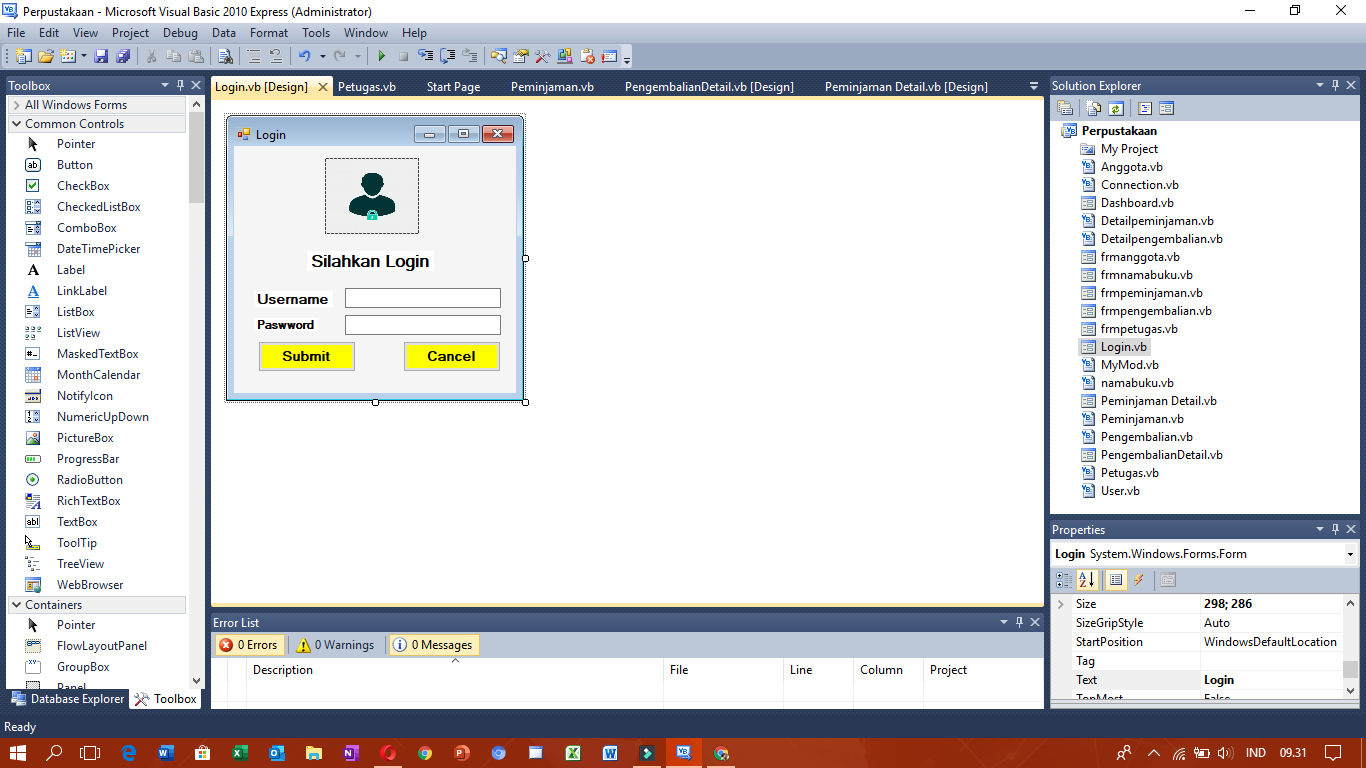 Perpustakaan - Microsoft Visual Basic 2010 Express (Administrator)
File Edit View Project Debug Data Format Tools Window Help
Toolbox
All Windows Forms
Common Controls
Pointer
Button
CheckBox
CheckedListBox
ComboBox
DateTimePicker
Label
LinkLabel
ListBox
ListView
MaskedTextBox
MonthCalendar
NotifyIcon
NumericUpDown
PictureBox
ProgressBar
RadioButton
RichTextBox
TextBox
ToolTip
TreeView
WebBrowser
Containers
Pointer
FlowLayoutPanel
GroupBox
Panel
Database Explorer Toolbox
Login.vb [Design] Petugas.vb Start Page Peminjaman.vb PengembalianDetail.vb [Design] Peminjaman Detail.vb [Design]
Login
Silahkan Login
Username
Paswword
Submit Cancel
Error List
0 Errors 0 Warnings 0 Messages
Description File Line Column Project
Solution Explorer
Perpustakaan
My Project
Anggota.vb
Connection.vb
Dashboard.vb
Detailpeminjaman.vb
Detailpengembalian.vb
frmanggota.vb
frmnamabuku.vb
frmpeminjaman.vb
frmpengembalian.vb
frmpetugas.vb
Login.vb
MyMod.vb
namabuku.vb
Peminjaman Detail.vb
Peminjaman.vb
Pengembalian.vb
PengembalianDetail.vb
Petugas.vb
User.vb
Properties
Login System.Windows.Forms.Form
Size 298; 286
SizeGripStyle Auto
StartPosition WindowsDefaultLocation
Tag
Text Login
TopMost False
Ready
IND 09.31